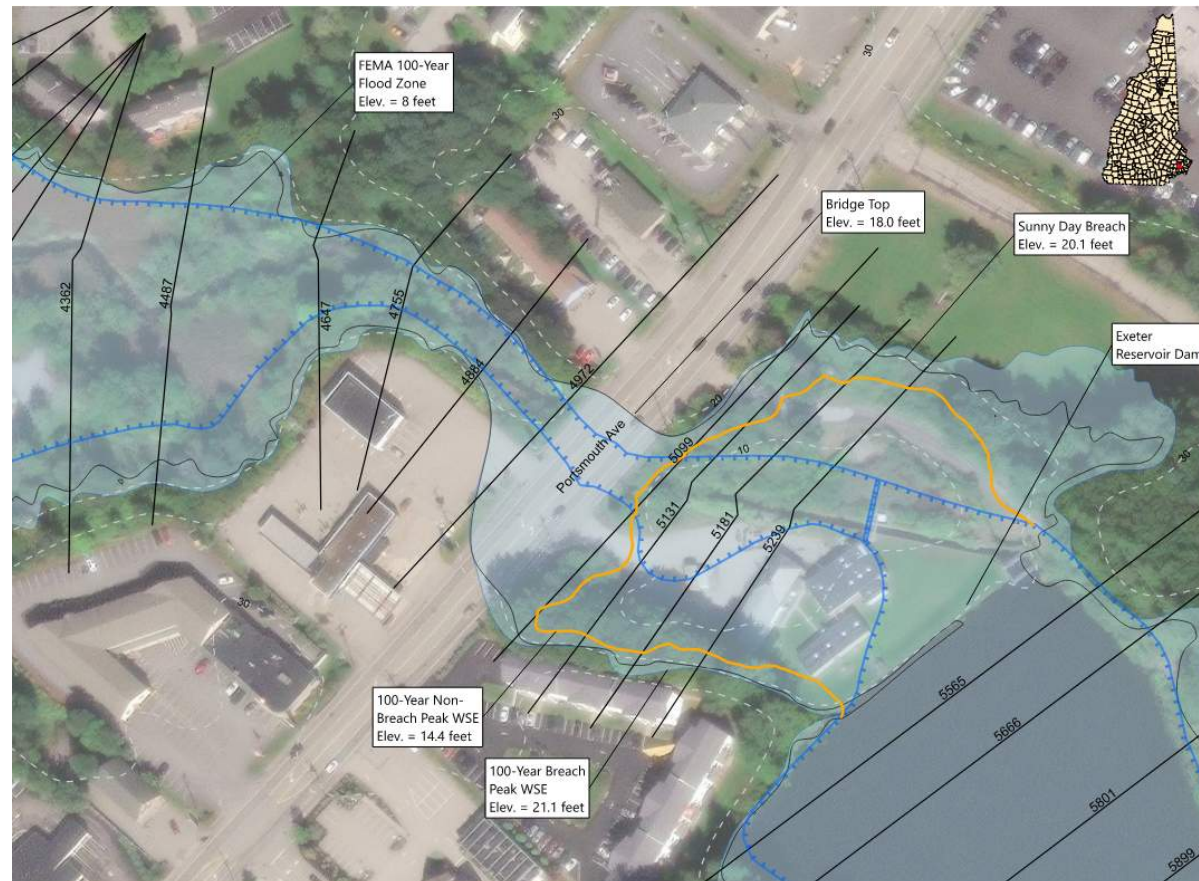 FEMA 100-Year
Flood Zone
Elev. = 8 feet
30
30
Bridge Top
Elev. = 18.0 feet
Sunny Day Breach
Elev. = 20.1 feet
Exeter
Reservoir Dam
4362
4487
4647
4755
4884
4972
Portsmouth Ave
20
10
5099
5131
5181
5239
30
30
100-Year Non-
Breach Peak WSE
Elev. = 14.4 feet
100-Year Breach
Peak WSE
Elev. = 21.1 feet
5565
5666
5801
5899